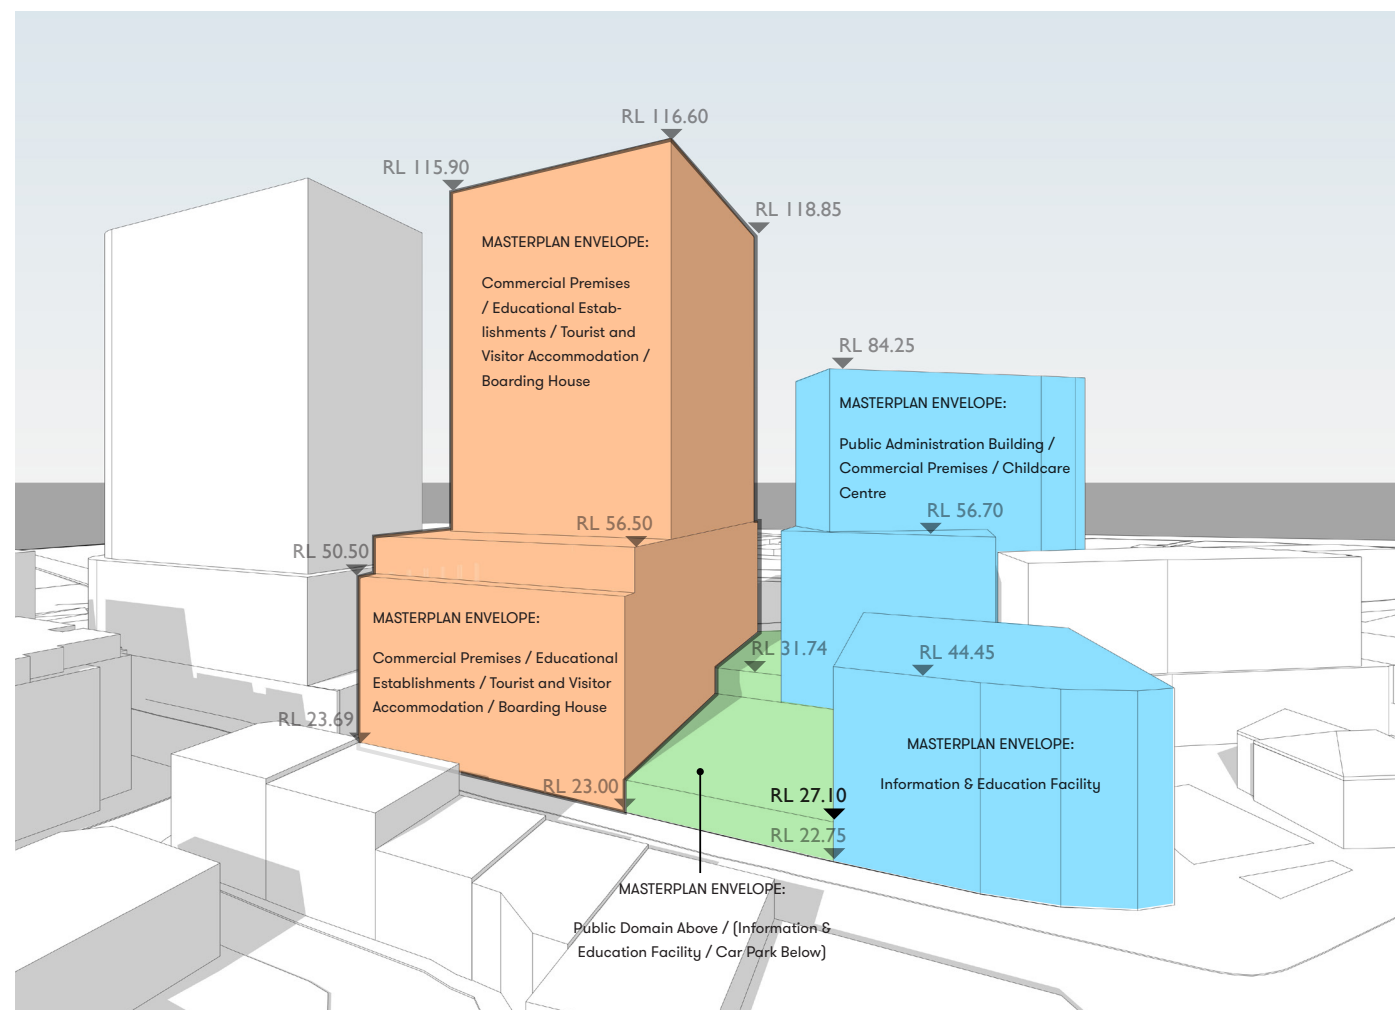 RL 116.60
RL 115.90
RL 118.85
MASTERPLAN ENVELOPE:
Commercial Premises
/ Educational Estab-
lishments / Tourist and
Visitor Accommodation /
Boarding House
RL 84.25
MASTERPLAN ENVELOPE:
Public Administration Building /
Commercial Premises / Childcare
Centre
RL 56.70
RL 56.50
RL 50.50
MASTERPLAN ENVELOPE:
Commercial Premises / Educational
Establishments / Tourist and Visitor
Accommodation / Boarding House
RL 31.74
RL 44.45
RL 23.69
MASTERPLAN ENVELOPE:
Information & Education Facility
RL 23.00
RL 27.10
RL 22.75
MASTERPLAN ENVELOPE:
Public Domain Above / (Information &
Education Facility / Car Park Below)